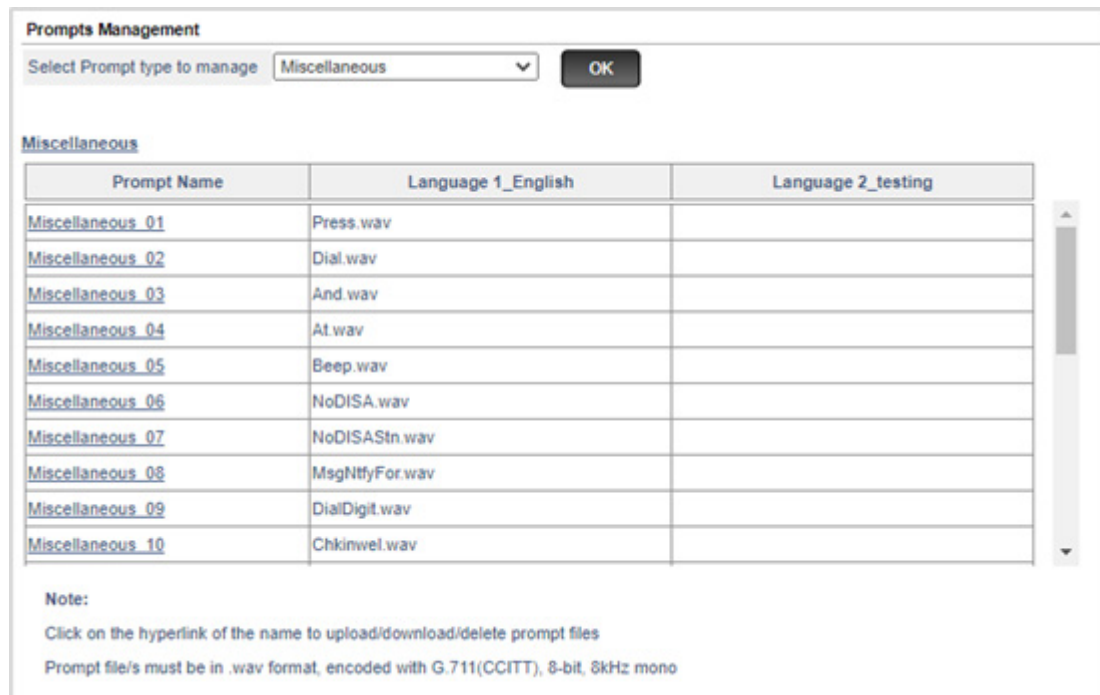 Prompts Management
Select Prompt type to manage Miscellaneous OK
Miscellaneous
Prompt Name Language 1_English Language 2_testing
Miscellaneous_01 Press.wav
Miscellaneous_02 Dial.wav
Miscellaneous_03 And.wav
Miscellaneous_04 At.wav
Miscellaneous_05 Beep.wav
Miscellaneous_06 NoDISA.wav
Miscellaneous_07 NoDISAStn.wav
Miscellaneous_08 MsgNtfyFor.wav
Miscellaneous_09 DialDigit.wav
Miscellaneous_10 Chkinwel.wav
Note:
Click on the hyperlink of the name to upload/download/delete prompt files
Prompt file/s must be in .wav format, encoded with G.711(CCITT), 8-bit, 8kHz mono